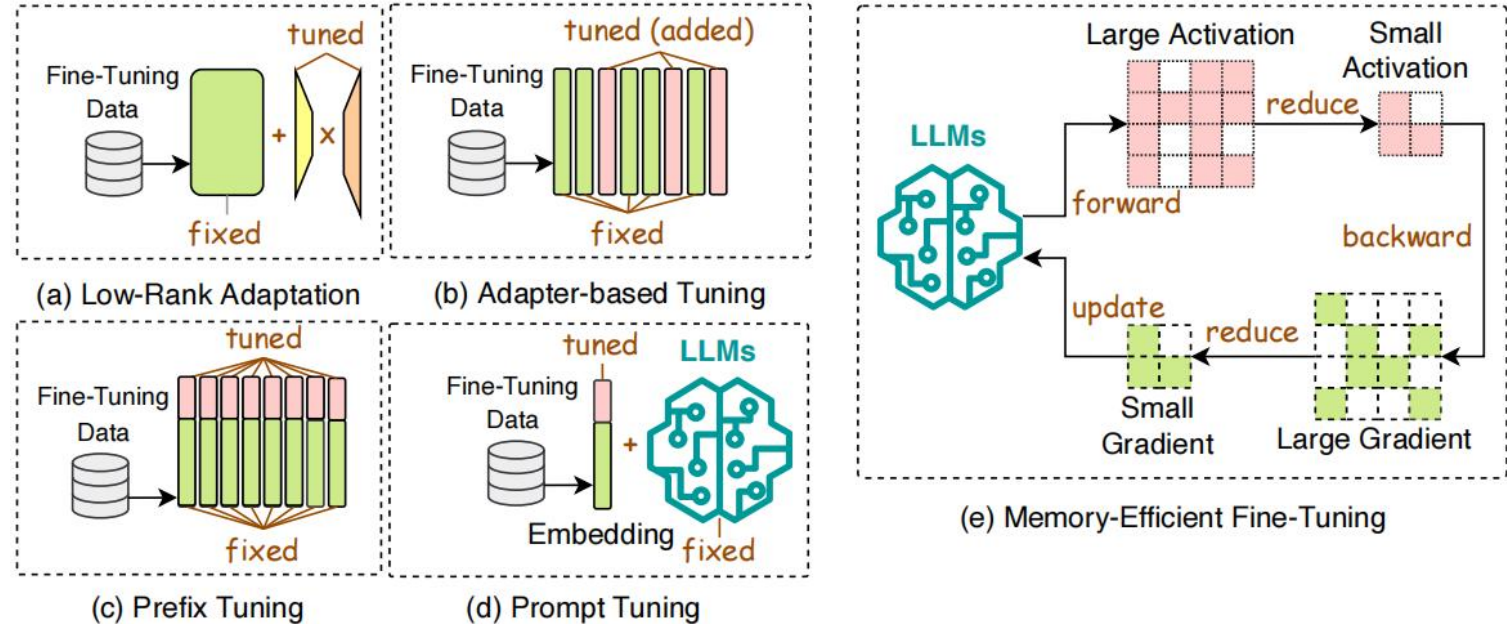 tuned
Fine-Tuning
Data
+
x
fixed
(a) Low-Rank Adaptation
tuned (added)
Fine-Tuning
Data
fixed
(b) Adapter-based Tuning
tuned
Fine-Tuning
Data
fixed
(c) Prefix Tuning
tuned
LLMs
Fine-Tuning
Data
+
Embedding
fixed
(d) Prompt Tuning
Large Activation
Small
Activation
reduce
LLMs
forward
backward
update
reduce
Small
Gradient
Large Gradient
(e) Memory-Efficient Fine-Tuning